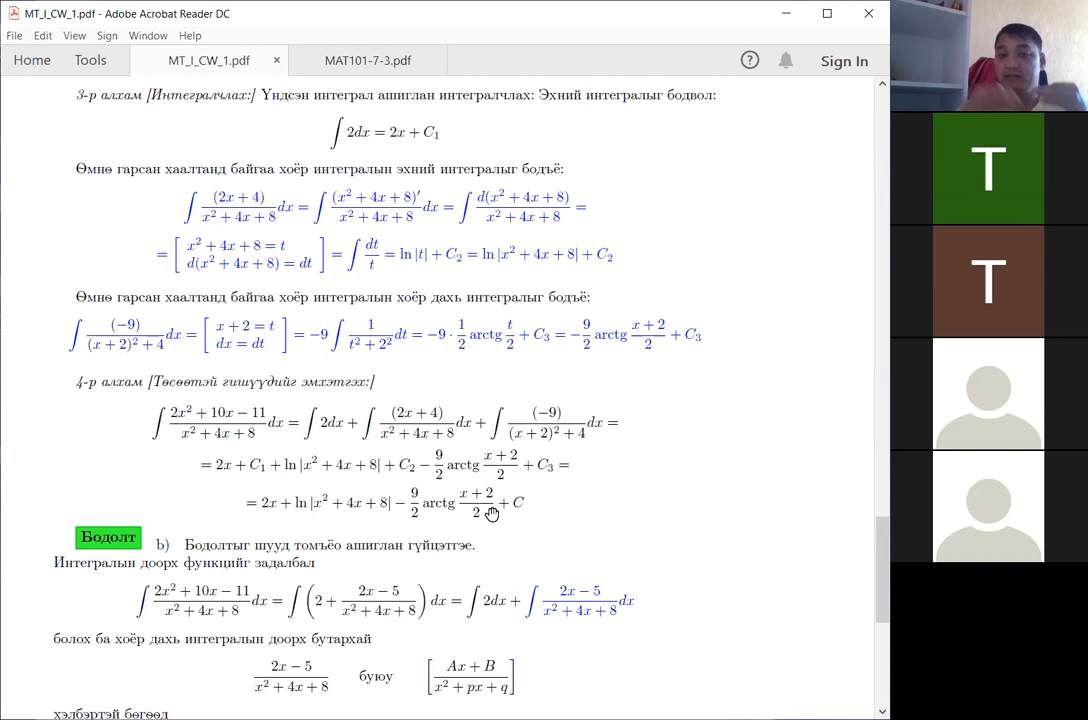 MT_I_CW_1.pdf - Adobe Acrobat Reader DC
File Edit View Sign Window Help
Home Tools MT_I_CW_1.pdf × MAT101-7-3.pdf Sign In
3-р алхам [Интегралчлах:] Үндсэн интеграл ашиглан интегралчлах: Эхний интегралыг бодвол:
∫ 2dx = 2x + C₁
Өмнө гарсан хаалтанд байгаа хоёр интегралын эхний интегралыг бодъё:
∫ (2x + 4)/(x² + 4x + 8) dx = ∫ (x² + 4x + 8)′/(x² + 4x + 8) dx = ∫ d(x² + 4x + 8)/(x² + 4x + 8) =
= [ x² + 4x + 8 = t
d(x² + 4x + 8) = dt ] = ∫ dt/t = ln |t| + C₂ = ln |x² + 4x + 8| + C₂
Өмнө гарсан хаалтанд байгаа хоёр интегралын хоёр дахь интегралыг бодъё:
∫ (−9)/((x + 2)² + 4) dx = [ x + 2 = t
dx = dt ] = −9 ∫ 1/(t² + 2²) dt = −9 · 1/2 arctg t/2 + C₃ = − 9/2 arctg (x + 2)/2 + C₃
4-р алхам [Төсөөтэй гишүүдийг эмхэтгэх:]
∫ (2x² + 10x − 11)/(x² + 4x + 8) dx = ∫ 2dx + ∫ (2x + 4)/(x² + 4x + 8) dx + ∫ (−9)/((x + 2)² + 4) dx =
= 2x + C₁ + ln |x² + 4x + 8| + C₂ − 9/2 arctg (x + 2)/2 + C₃ =
= 2x + ln |x² + 4x + 8| − 9/2 arctg (x + 2)/2 + C
Бодолт b) Бодолтыг шууд томъёо ашиглан гүйцэтгэе.
Интегралын доорх функцийг задалбал
∫ (2x² + 10x − 11)/(x² + 4x + 8) dx = ∫ (2 + (2x − 5)/(x² + 4x + 8)) dx = ∫ 2dx + ∫ (2x − 5)/(x² + 4x + 8) dx
болох ба хоёр дахь интегралын доорх бутархай
(2x − 5)/(x² + 4x + 8) буюу [ (Ax + B)/(x² + px + q) ]
хэлбэртэй бөгөөд
T
T